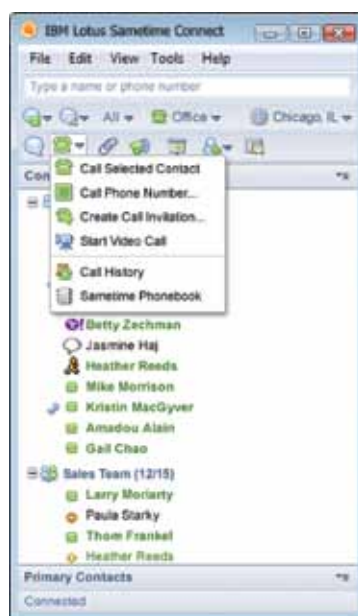 IBM Lotus Sametime Connect
File Edit View Tools Help
Type a name or phone number
All Office Chicago, IL
Con
Call Selected Contact
Call Phone Number...
Create Call Invitation...
Start Video Call
Call History
Sametime Phonebook
Betty Zechman
Jasmine Haj
Heather Reeds
Mike Morrison
Kristin MacGyver
Amadou Alain
Gail Chao
Sales Team (12/15)
Larry Moriarty
Paula Starky
Thom Frankel
Heather Reeds
Primary Contacts
Connected